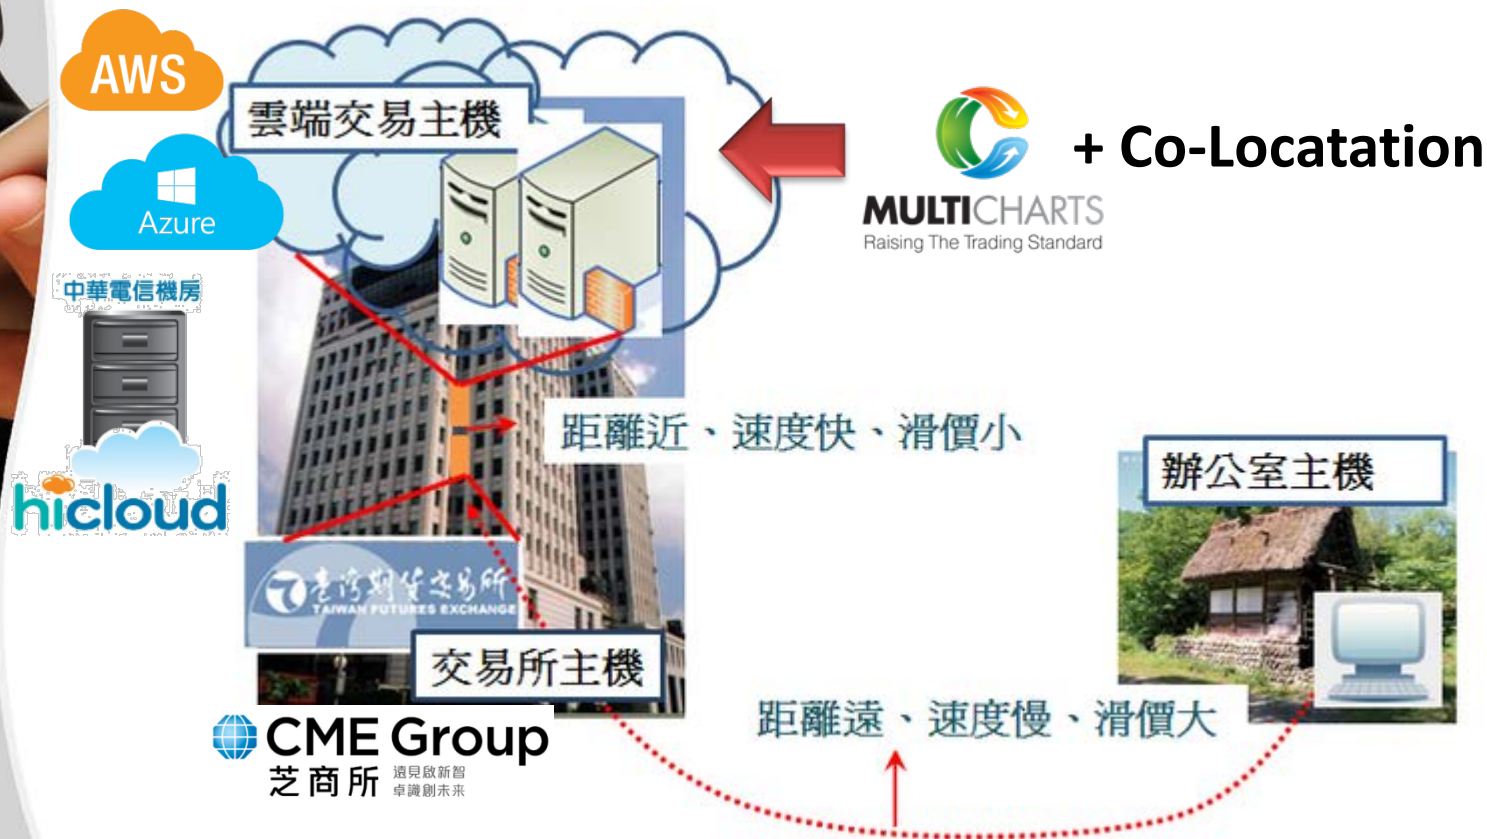 AWS
雲端交易主機
Azure
MULTICHARTS
Raising The Trading Standard
+ Co-Locatation
中華電信機房
hicloud
距離近、速度快、滑價小
辦公室主機
臺灣期貨交易所
TAIWAN FUTURES EXCHANGE
交易所主機
距離遠、速度慢、滑價大
CME Group
芝商所
遠見啟新智
卓識創未来